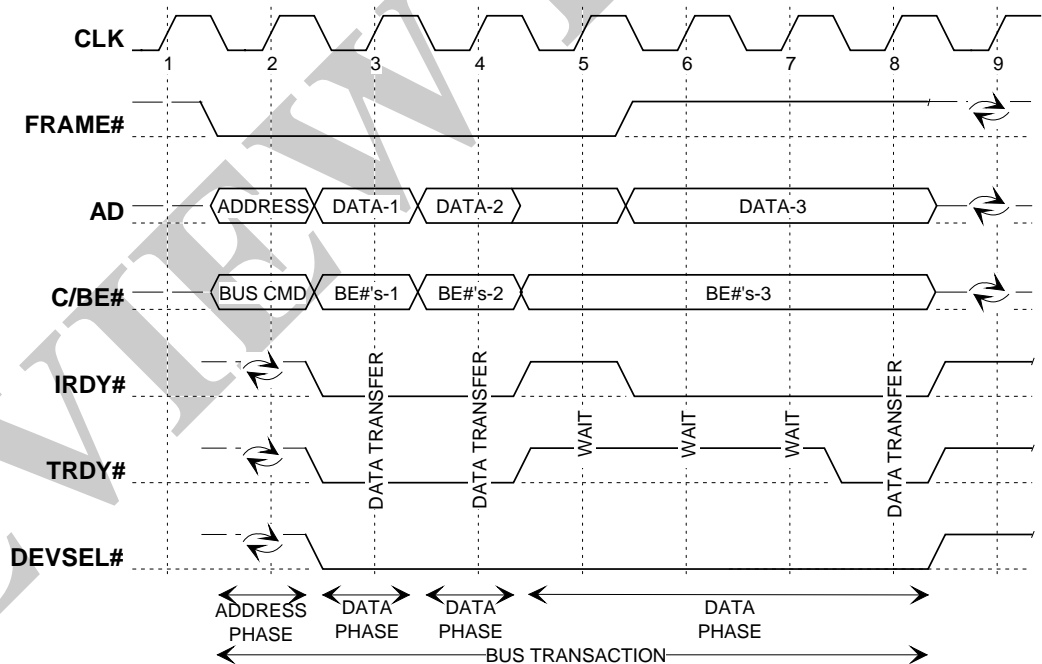 CLK
1 2 3 4 5 6 7 8 9
FRAME#
AD ADDRESS DATA-1 DATA-2 DATA-3
C/BE# BUS CMD BE#'s-1 BE#'s-2 BE#'s-3
IRDY#
DATA TRANSFER
DATA TRANSFER
WAIT
WAIT
WAIT
DATA TRANSFER
TRDY#
DEVSEL#
ADDRESS PHASE
DATA PHASE
DATA PHASE
DATA PHASE
BUS TRANSACTION
EVIEW